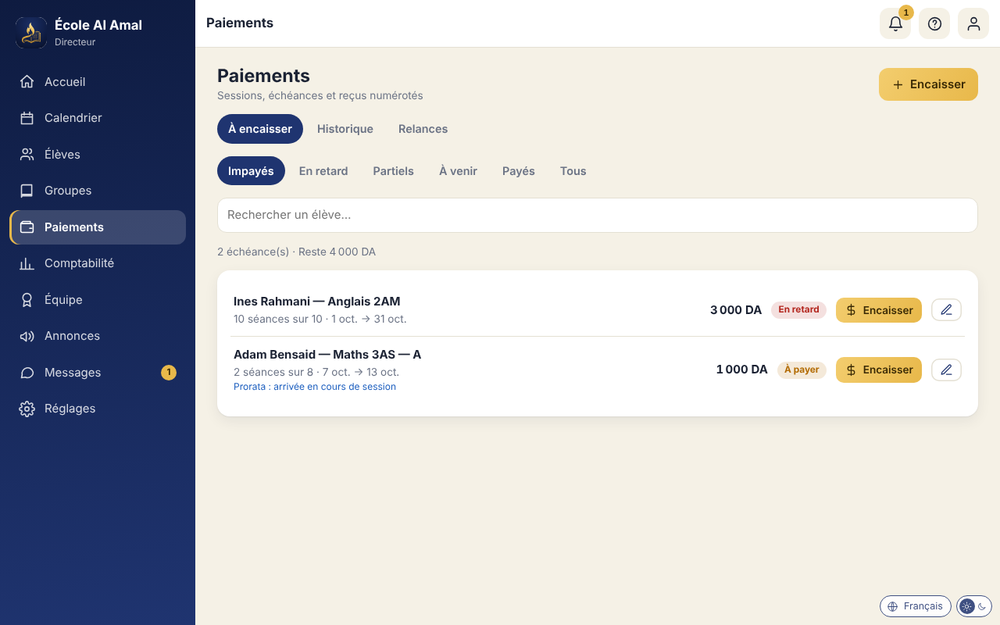 École Al Amal
Directeur
Accueil
Calendrier
Élèves
Groupes
Paiements
Comptabilité
Équipe
Annonces
Messages 1
Réglages
Paiements
1
Paiements
Sessions, échéances et reçus numérotés
+ Encaisser
À encaisser Historique Relances
Impayés En retard Partiels À venir Payés Tous
Rechercher un élève...
2 échéance(s) · Reste 4 000 DA
Ines Rahmani — Anglais 2AM
10 séances sur 10 · 1 oct. → 31 oct.
3 000 DA En retard $ Encaisser
Adam Bensaid — Maths 3AS — A
2 séances sur 8 · 7 oct. → 13 oct.
Prorata : arrivée en cours de session
1 000 DA À payer $ Encaisser
Français